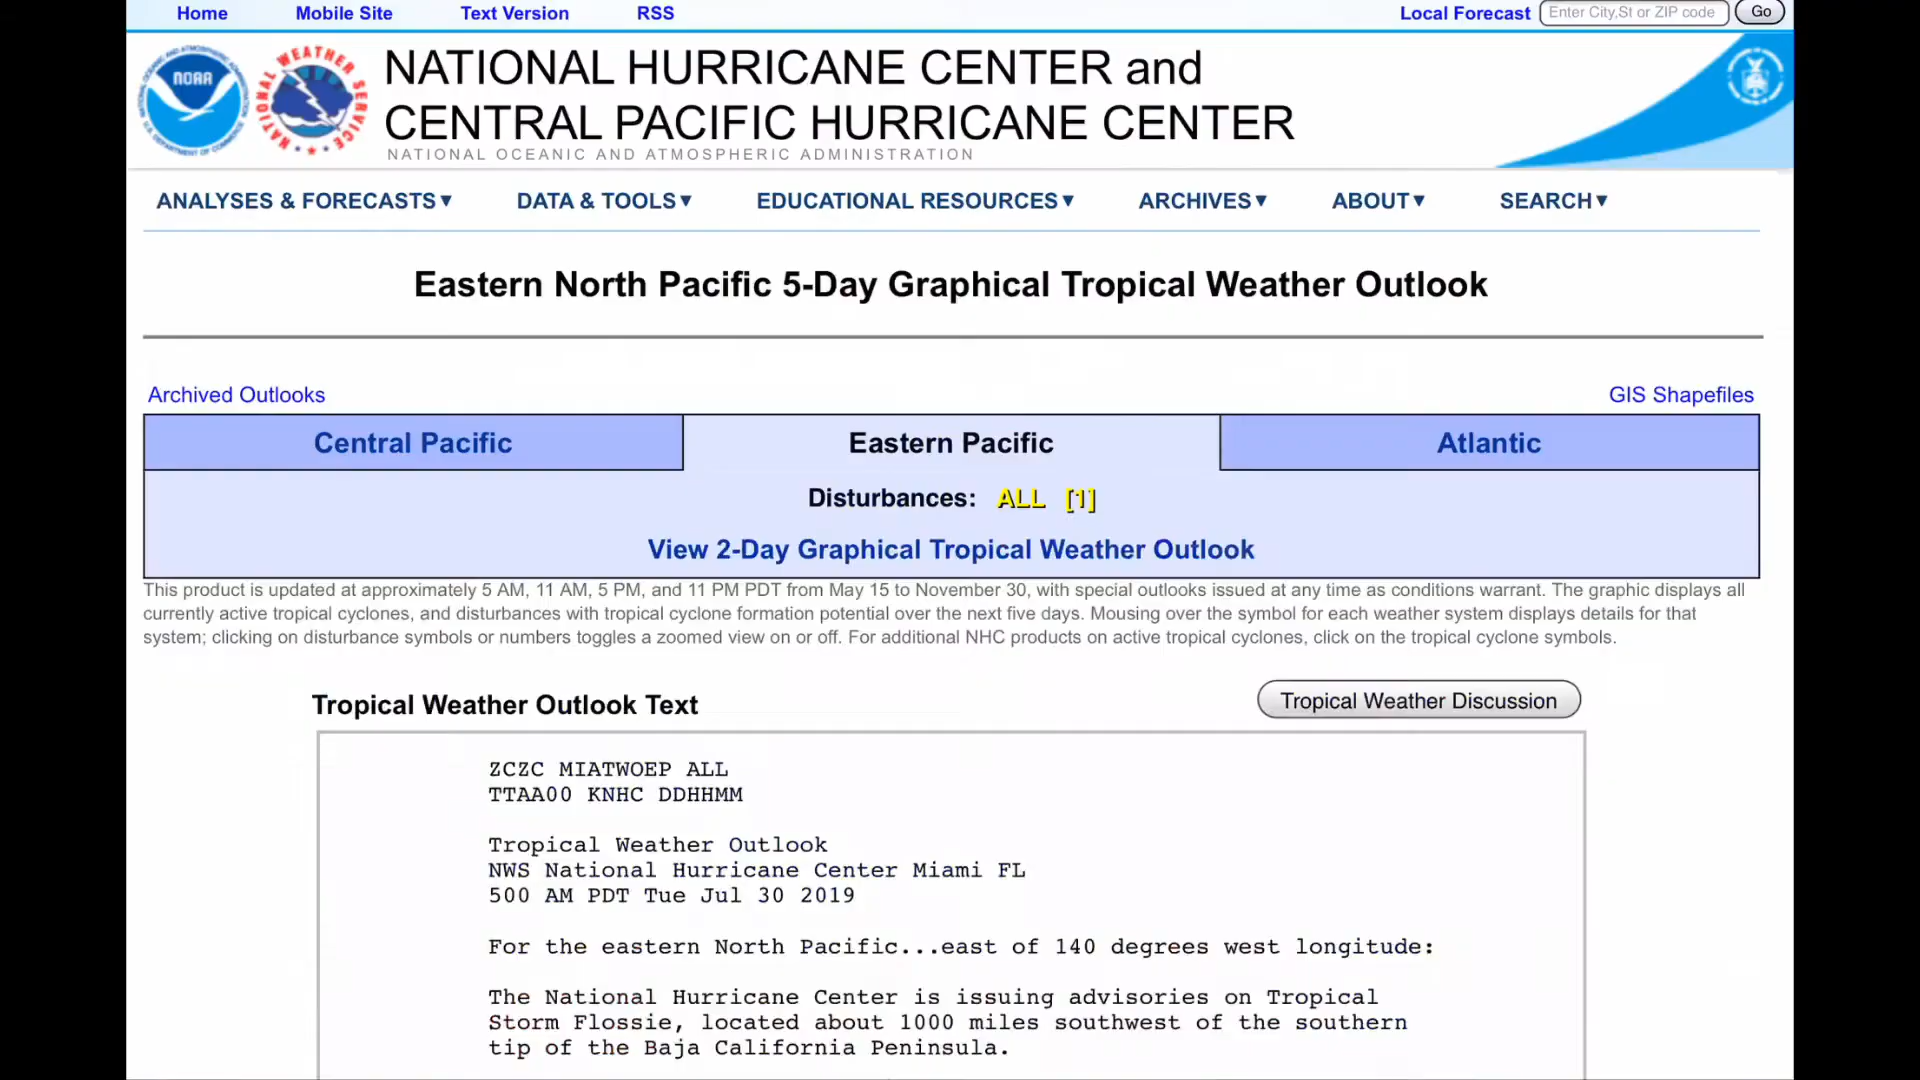 Home Mobile Site Text Version RSS Local Forecast Enter City,St or ZIP code Go
NOAA
NATIONAL WEATHER SERVICE
NATIONAL HURRICANE CENTER and
CENTRAL PACIFIC HURRICANE CENTER
NATIONAL OCEANIC AND ATMOSPHERIC ADMINISTRATION
ANALYSES & FORECASTS▼ DATA & TOOLS▼ EDUCATIONAL RESOURCES▼ ARCHIVES▼ ABOUT▼ SEARCH▼
Eastern North Pacific 5-Day Graphical Tropical Weather Outlook
Archived Outlooks GIS Shapefiles
Central Pacific Eastern Pacific Atlantic
Disturbances: ALL [1]
View 2-Day Graphical Tropical Weather Outlook
This product is updated at approximately 5 AM, 11 AM, 5 PM, and 11 PM PDT from May 15 to November 30, with special outlooks issued at any time as conditions warrant. The graphic displays all
currently active tropical cyclones, and disturbances with tropical cyclone formation potential over the next five days. Mousing over the symbol for each weather system displays details for that
system; clicking on disturbance symbols or numbers toggles a zoomed view on or off. For additional NHC products on active tropical cyclones, click on the tropical cyclone symbols.
Tropical Weather Outlook Text Tropical Weather Discussion
ZCZC MIATWOEP ALL
TTAA00 KNHC DDHHMM
Tropical Weather Outlook
NWS National Hurricane Center Miami FL
500 AM PDT Tue Jul 30 2019
For the eastern North Pacific...east of 140 degrees west longitude:
The National Hurricane Center is issuing advisories on Tropical
Storm Flossie, located about 1000 miles southwest of the southern
tip of the Baja California Peninsula.